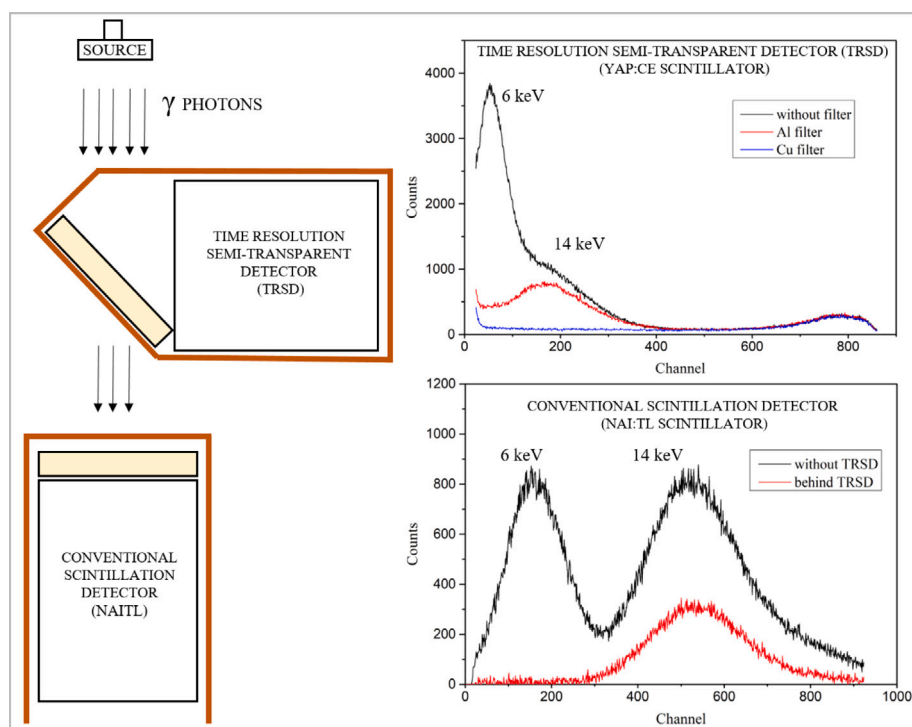 SOURCE
γ PHOTONS
TIME RESOLUTION
SEMI-TRANSPARENT
DETECTOR
(TRSD)
CONVENTIONAL
SCINTILLATION
DETECTOR
(NAITL)
TIME RESOLUTION SEMI-TRANSPARENT DETECTOR (TRSD)
(YAP:CE SCINTILLATOR)
4000
3000
2000
1000
0
Counts
6 keV
14 keV
without filter
Al filter
Cu filter
0 200 400 600 800
Channel
CONVENTIONAL SCINTILLATION DETECTOR
(NAI:TL SCINTILLATOR)
1200
1000
800
600
400
200
0
Counts
6 keV
14 keV
without TRSD
behind TRSD
0 200 400 600 800 1000
Channel